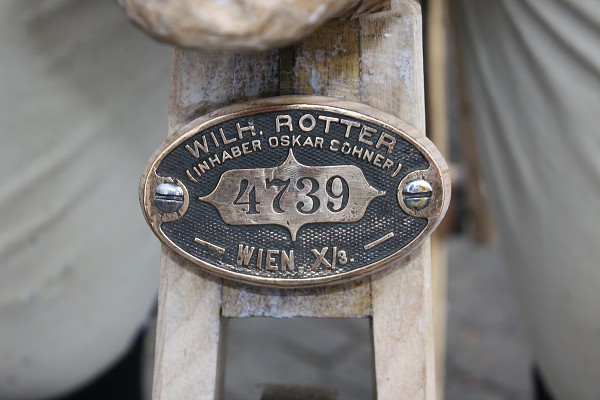 WILH. ROTTER
(INHABER OSKAR SOHNER)
4739
WIEN, X/3.